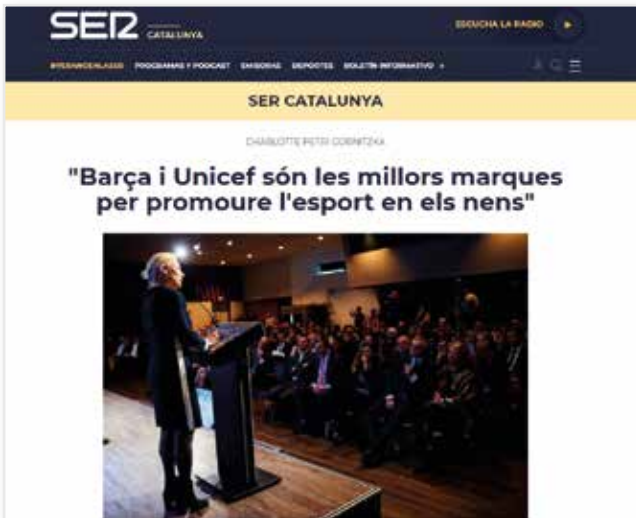 SER CATALUNYA
ESCUCHA LA RADIO
PROGRAMAS Y PODCAST EMISORAS DEPORTES BOLETÍN INFORMATIVO
SER CATALUNYA
CHARLOTTE PETRI GORNITZKA
"Barça i Unicef són les millors marques
per promoure l'esport en els nens"